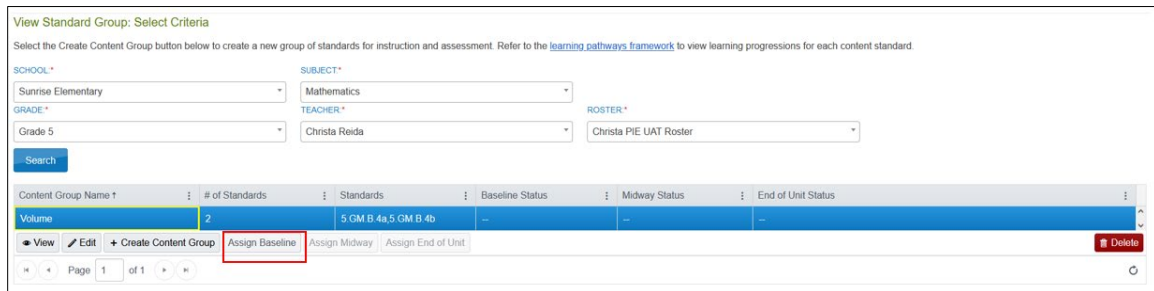 View Standard Group: Select Criteria
Select the Create Content Group button below to create a new group of standards for instruction and assessment. Refer to the learning pathways framework to view learning progressions for each content standard.
SCHOOL:* SUBJECT:*
Sunrise Elementary Mathematics
GRADE:* TEACHER:* ROSTER:*
Grade 5 Christa Reida Christa PIE UAT Roster
Search
Content Group Name ↑ # of Standards Standards Baseline Status Midway Status End of Unit Status
Volume 2 5.GM.B.4a,5.GM.B.4b -- -- --
View Edit + Create Content Group Assign Baseline Assign Midway Assign End of Unit Delete
Page 1 of 1